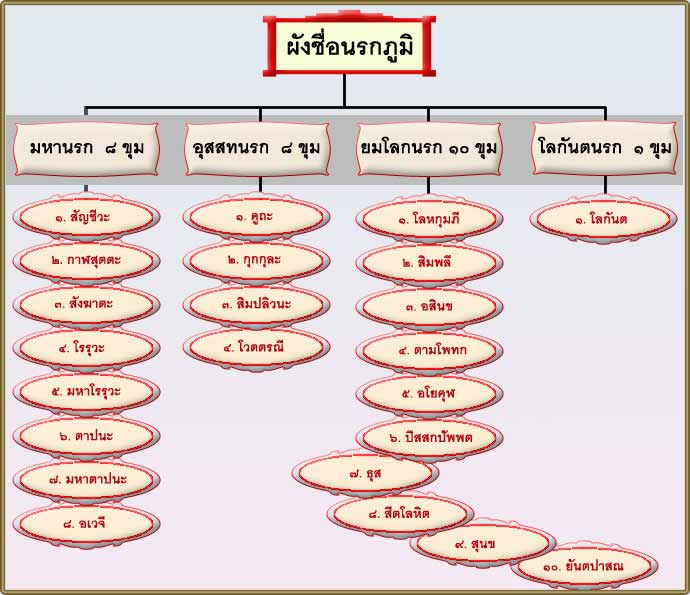 ผังชื่อนรกภูมิ
มหานรก ๘ ขุม
อุสสทนรก ๘ ขุม
ยมโลกนรก ๑๐ ขุม
โลกันตนรก ๑ ขุม
๑. สัญชีวะ
๒. กาฬสุตตะ
๓. สังฆาตะ
๔. โรรุวะ
๕. มหาโรรุวะ
๖. ตาปนะ
๗. มหาตาปนะ
๘. อเวจี
๑. คูถะ
๒. กุกกุละ
๓. สิมปลิวนะ
๔. โวตตรณี
๑. โลหกุมภี
๒. สิมพลี
๓. อสินข
๔. ตามโพทก
๕. อโยคุฬ
๖. ปิสสกปัพพต
๗. ธุส
๘. สีตโลหิต
๙. สุนข
๑๐. ยันตปาสณ
๑. โลกันต